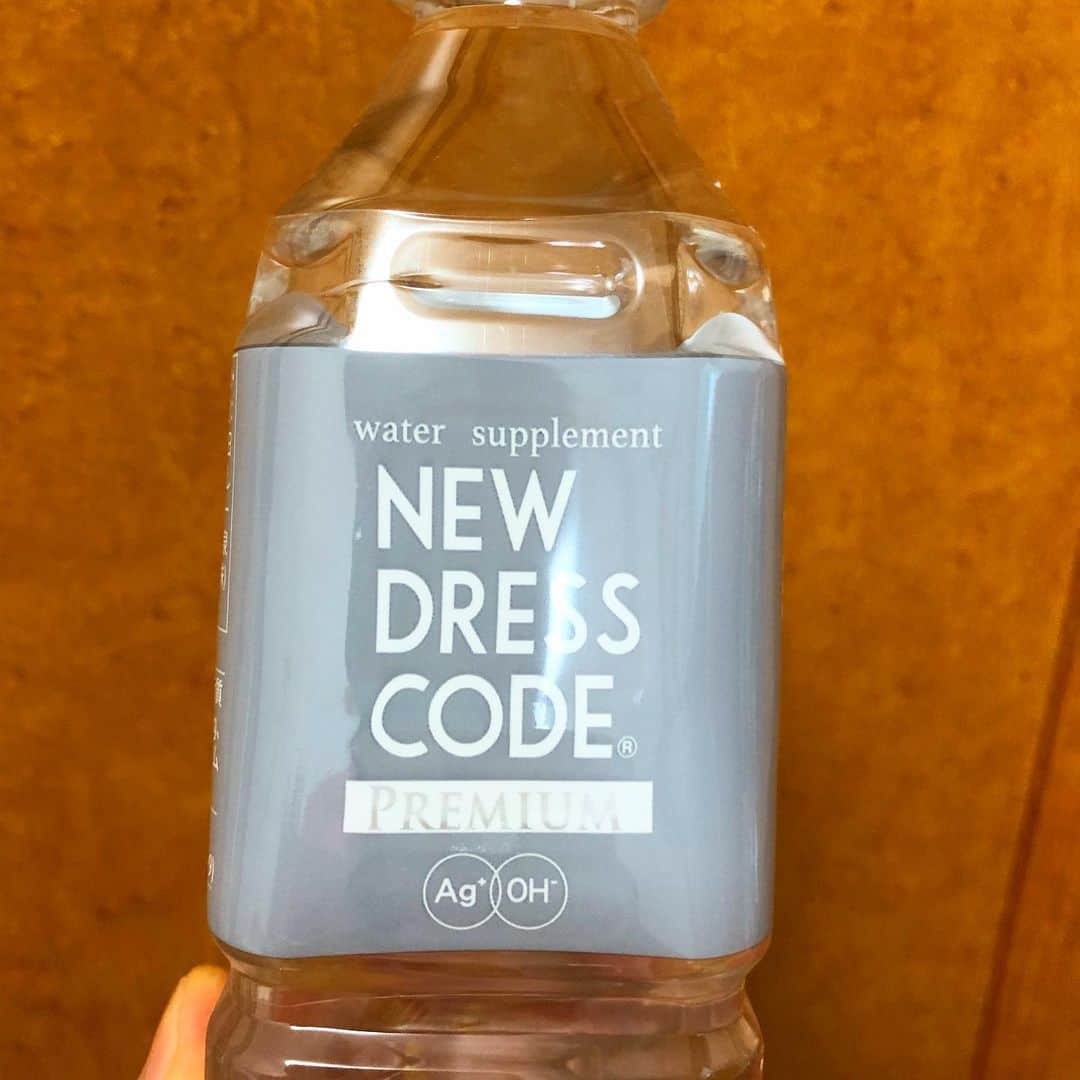 water supplement
NEW
DRESS
CODE®
PREMIUM
Ag⁺ OH⁻